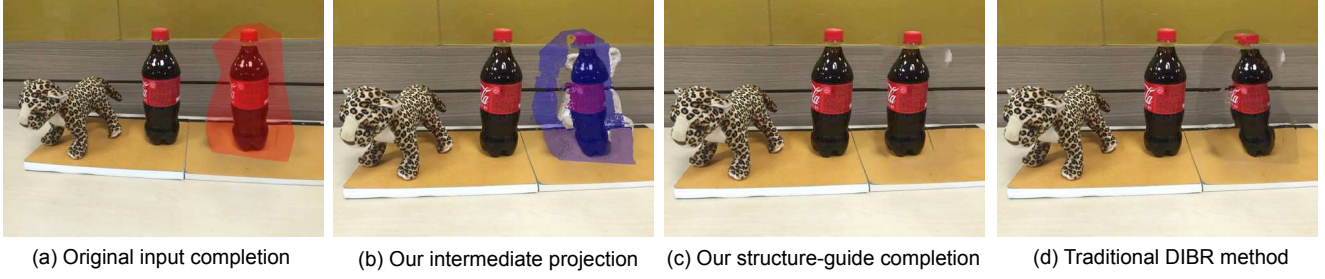 (a) Original input completion
(b) Our intermediate projection
(c) Our structure-guide completion
(d) Traditional DIBR method